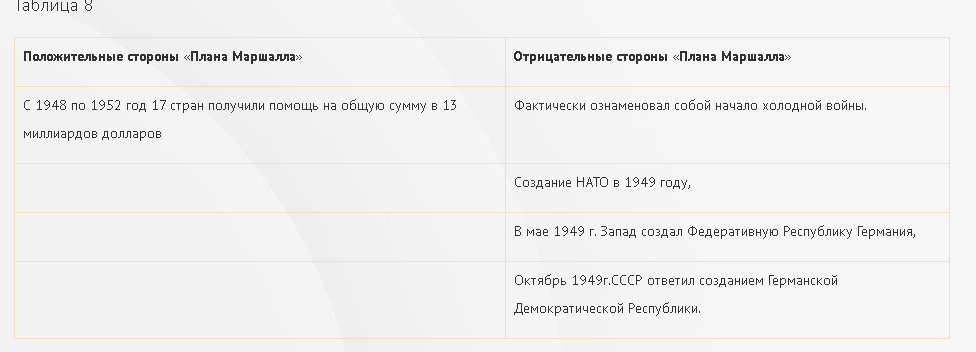 Таблица 8
Положительные стороны «Плана Маршалла»
Отрицательные стороны «Плана Маршалла»
С 1948 по 1952 год 17 стран получили помощь на общую сумму в 13
миллиардов долларов
Фактически ознаменовал собой начало холодной войны.
Создание НАТО в 1949 году,
В мае 1949 г. Запад создал Федеративную Республику Германия,
Октябрь 1949г.СССР ответил созданием Германской
Демократической Республики.